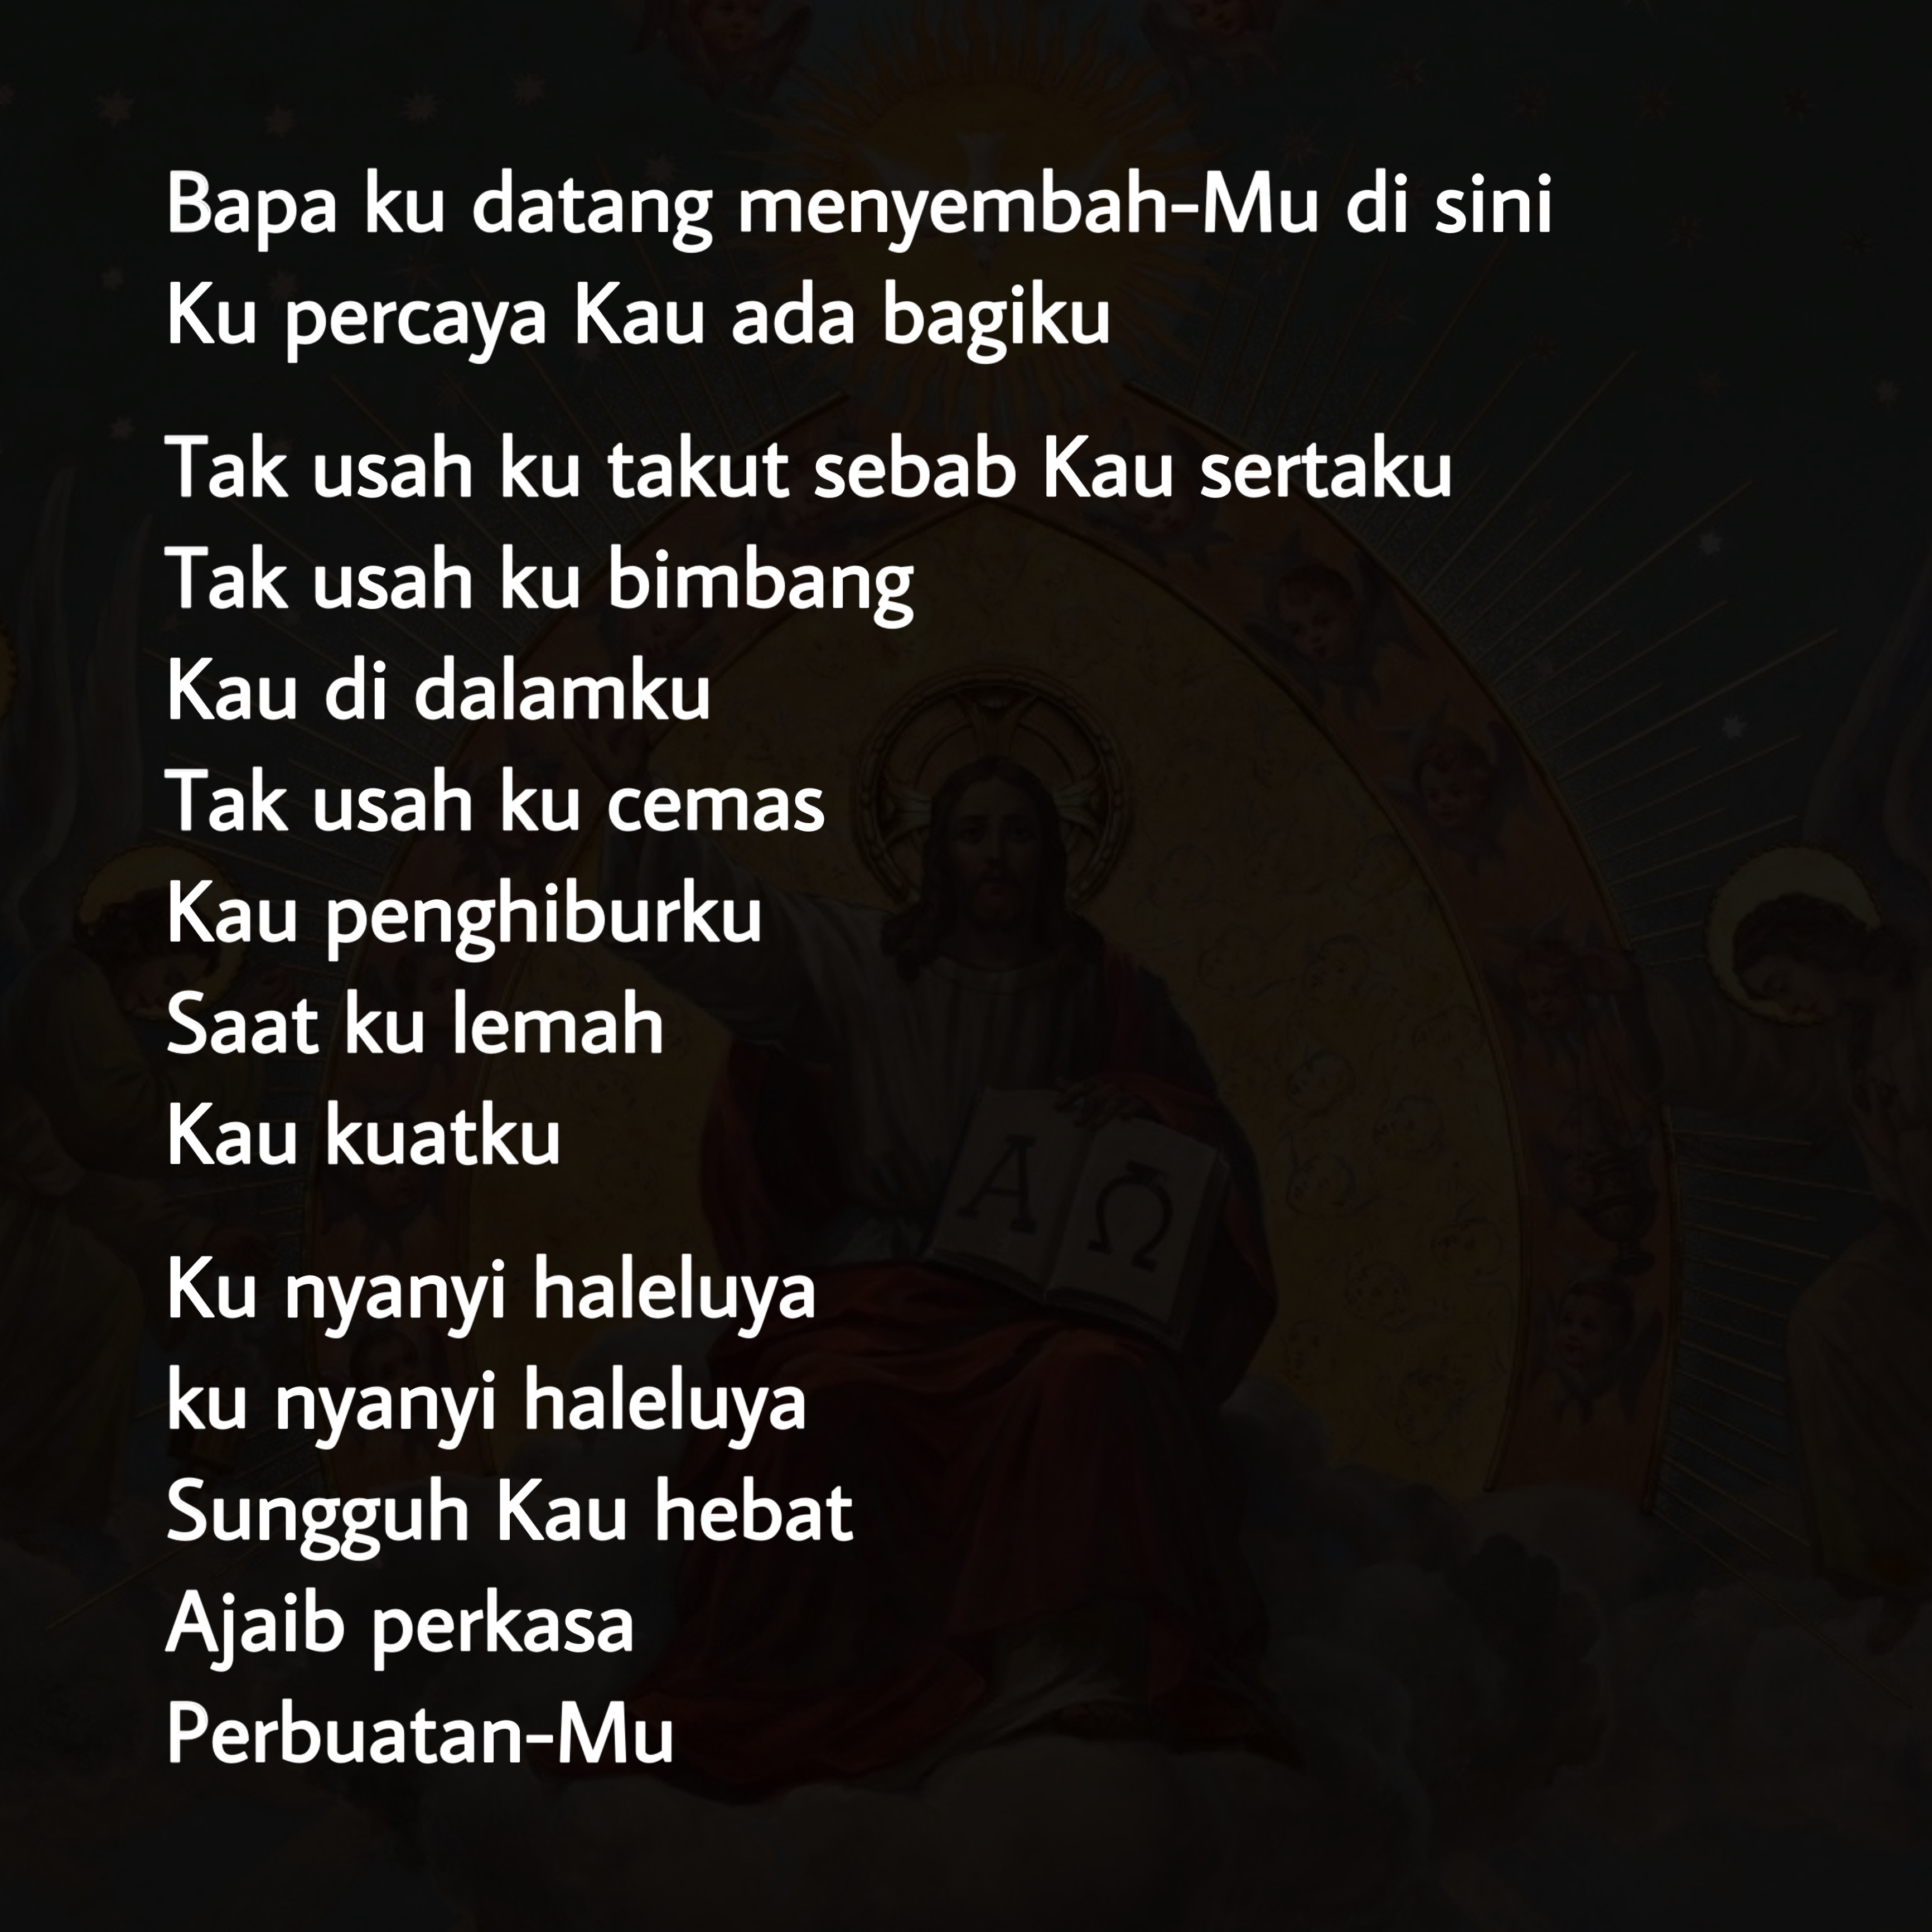 Bapa ku datang menyembah-Mu di sini
Ku percaya Kau ada bagiku
Tak usah ku takut sebab Kau sertaku
Tak usah ku bimbang
Kau di dalamku
Tak usah ku cemas
Kau penghiburku
Saat ku lemah
Kau kuatku
Ku nyanyi haleluya
ku nyanyi haleluya
Sungguh Kau hebat
Ajaib perkasa
Perbuatan-Mu
Α Ω